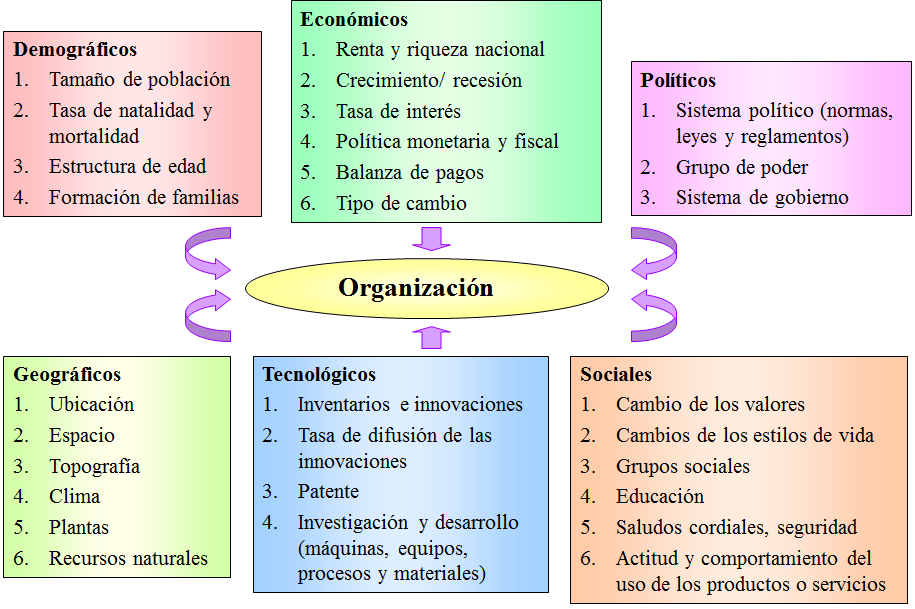 Demográficos
1. Tamaño de población
2. Tasa de natalidad y
mortalidad
3. Estructura de edad
4. Formación de familias
Económicos
1. Renta y riqueza nacional
2. Crecimiento/ recesión
3. Tasa de interés
4. Política monetaria y fiscal
5. Balanza de pagos
6. Tipo de cambio
Políticos
1. Sistema político (normas,
leyes y reglamentos)
2. Grupo de poder
3. Sistema de gobierno
Organización
Geográficos
1. Ubicación
2. Espacio
3. Topografía
4. Clima
5. Plantas
6. Recursos naturales
Tecnológicos
1. Inventarios e innovaciones
2. Tasa de difusión de las
innovaciones
3. Patente
4. Investigación y desarrollo
(máquinas, equipos,
procesos y materiales)
Sociales
1. Cambio de los valores
2. Cambios de los estilos de vida
3. Grupos sociales
4. Educación
5. Saludos cordiales, seguridad
6. Actitud y comportamiento del
uso de los productos o servicios